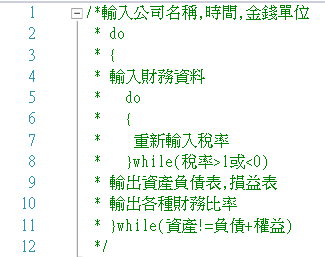 1 /*輸入公司名稱,時間,金錢單位
2 * do
3 * {
4 * 輸入財務資料
5 *   do
6 *   {
7 *    重新輸入稅率
8 *   }while(稅率>1或<0)
9 * 輸出資產負債表,損益表
10 * 輸出各種財務比率
11 * }while(資產!=負債+權益)
12 */